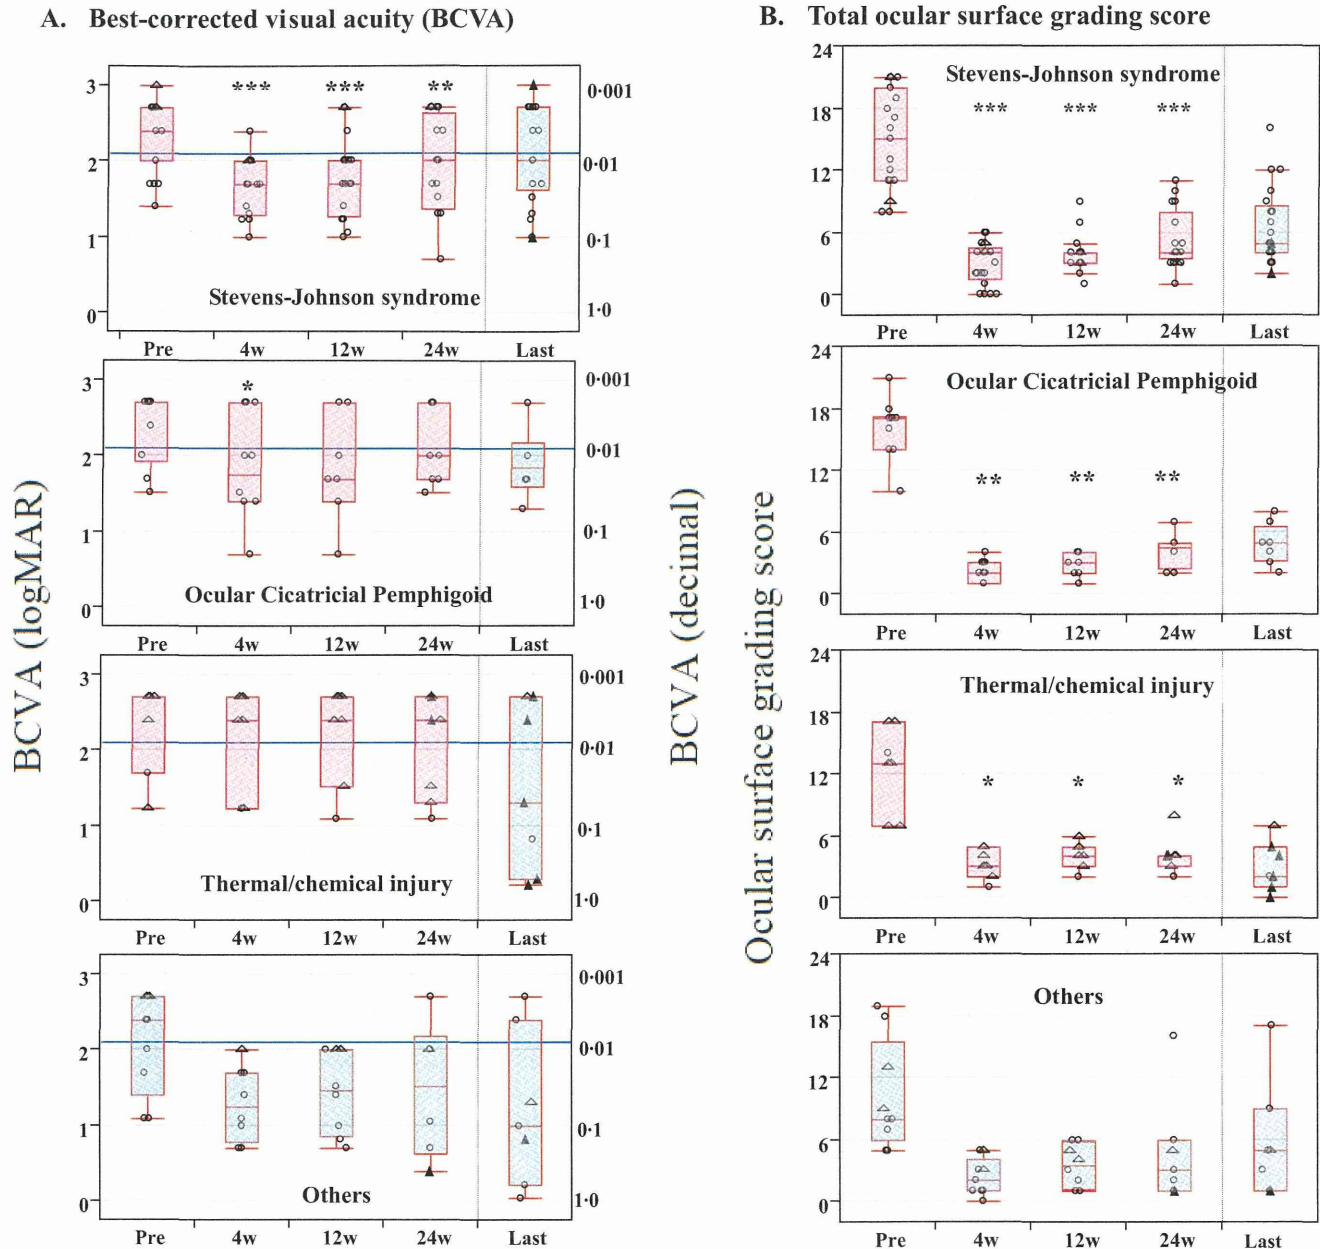 A. Best-corrected visual acuity (BCVA)
BCVA (logMAR)
BCVA (decimal)
3
2
1
0
*** *** **
0·001
0·01
0·1
1·0
Stevens-Johnson syndrome
Pre 4w 12w 24w Last
3
2
1
0
*
0·001
0·01
0·1
1·0
Ocular Cicatricial Pemphigoid
Pre 4w 12w 24w Last
3
2
1
0
0·001
0·01
0·1
1·0
Thermal/chemical injury
Pre 4w 12w 24w Last
3
2
1
0
0·001
0·01
0·1
1·0
Others
Pre 4w 12w 24w Last
B. Total ocular surface grading score
Ocular surface grading score
24
18
12
6
0
Stevens-Johnson syndrome
*** *** ***
Pre 4w 12w 24w Last
24
18
12
6
0
Ocular Cicatricial Pemphigoid
** ** **
Pre 4w 12w 24w Last
24
18
12
6
0
Thermal/chemical injury
* * *
Pre 4w 12w 24w Last
24
18
12
6
0
Others
Pre 4w 12w 24w Last